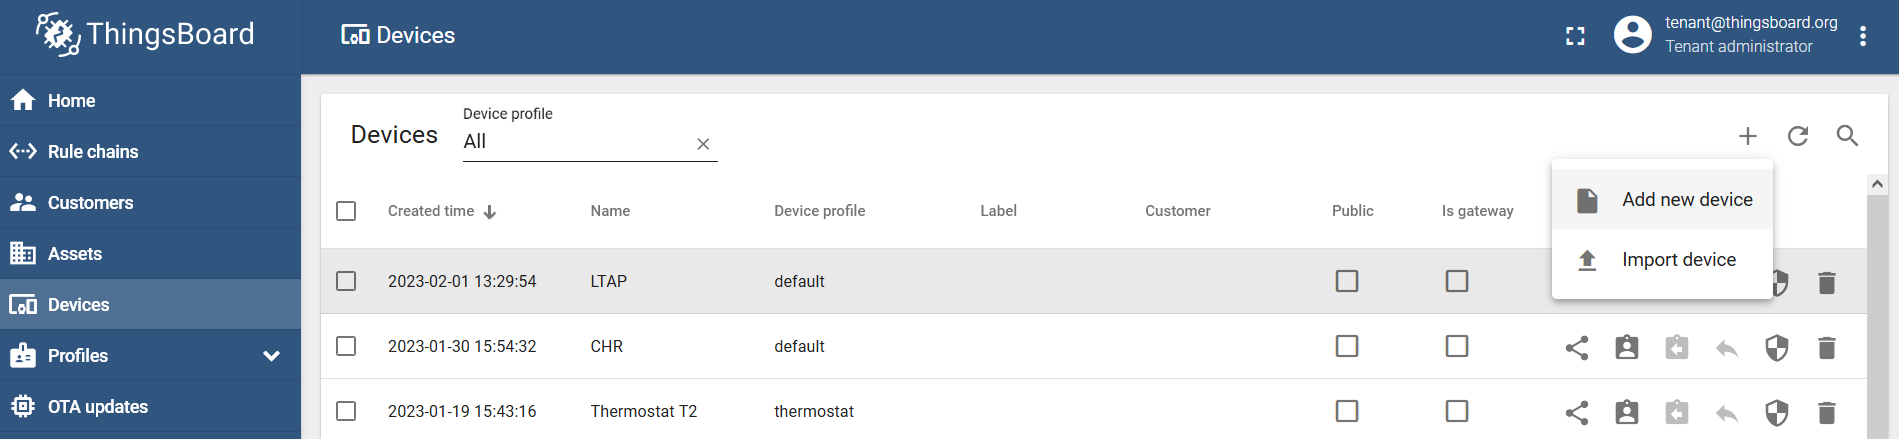 ThingsBoard
Devices
tenant@thingsboard.org
Tenant administrator
Home
Rule chains
Customers
Assets
Devices
Profiles
OTA updates
Devices
Device profile
All
Add new device
Import device
Created time Name Device profile Label Customer Public Is gateway
2023-02-01 13:29:54 LTAP default
2023-01-30 15:54:32 CHR default
2023-01-19 15:43:16 Thermostat T2 thermostat